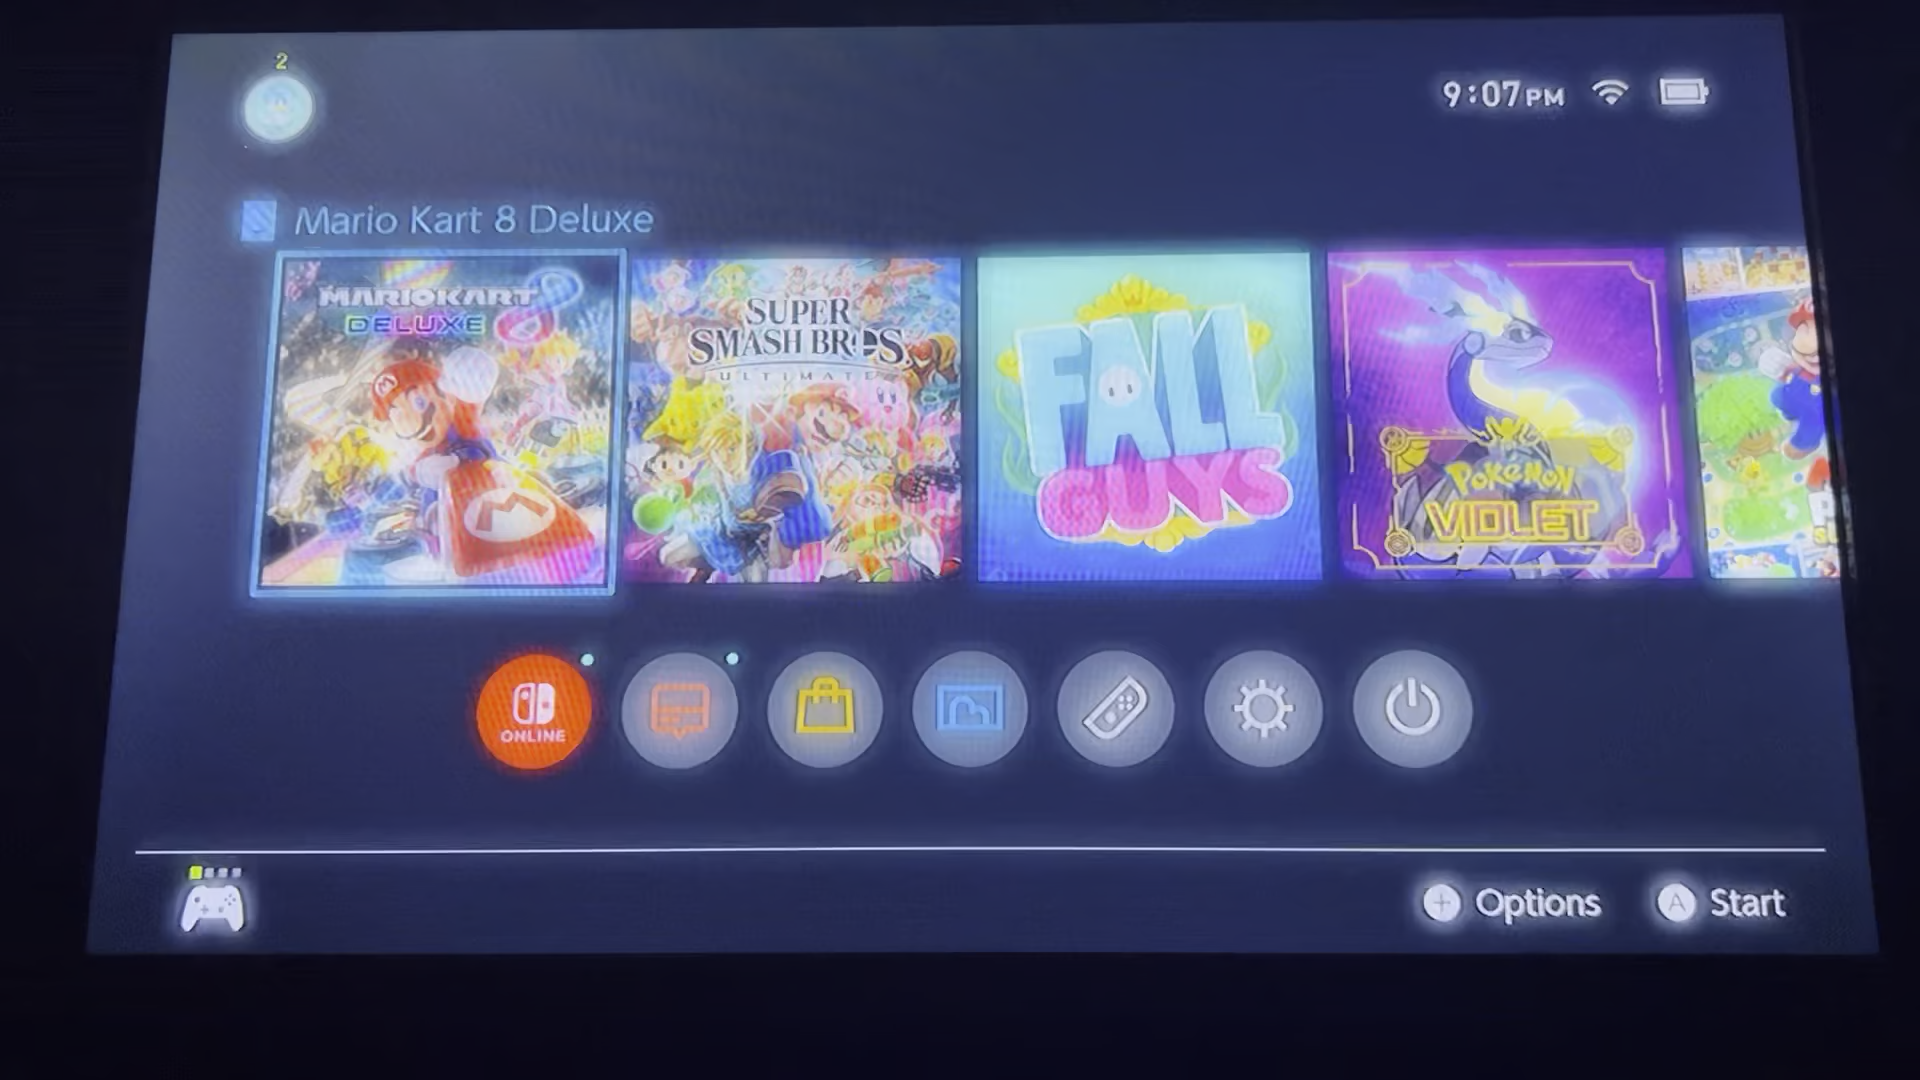 2
9:07PM
Mario Kart 8 Deluxe
MARIOKART 8
DELUXE
M
M
SUPER
SMASH BROS.
ULTIMATE
FALL
GUYS
POKÉMON
VIOLET
ONLINE
Options
A Start